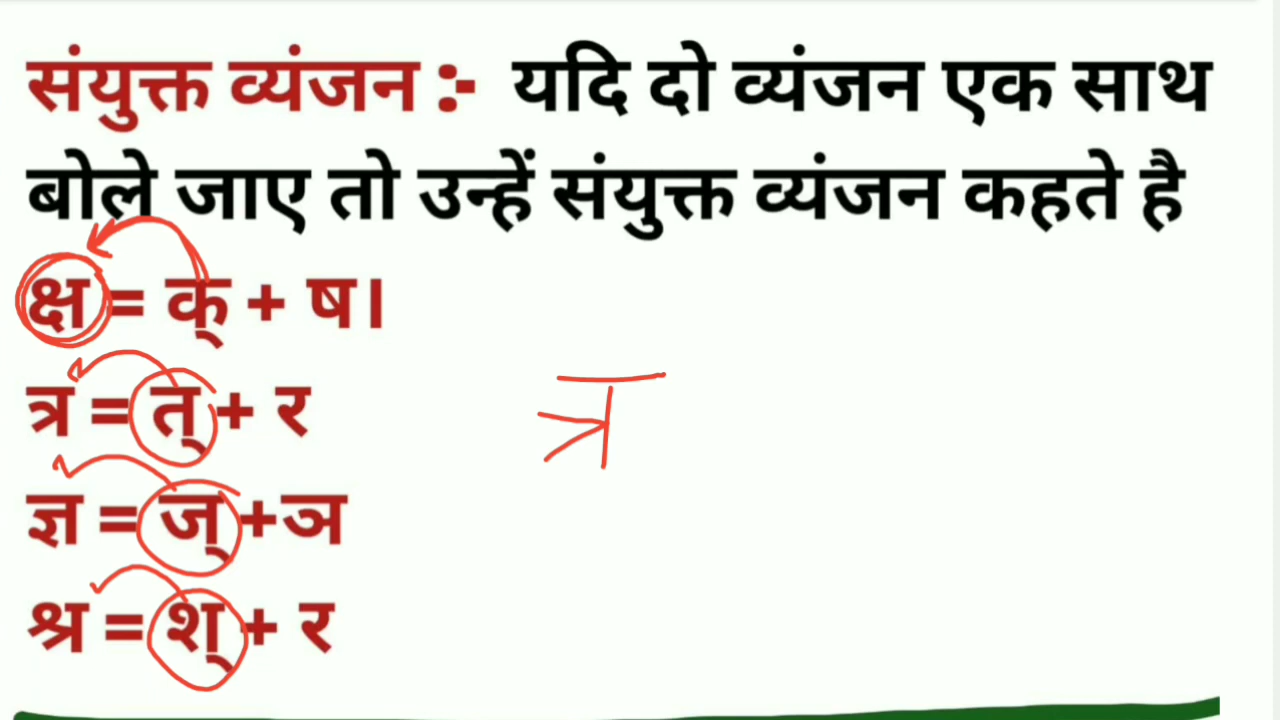 संयुक्त व्यंजन :- यदि दो व्यंजन एक साथ
बोले जाए तो उन्हें संयुक्त व्यंजन कहते है
क्ष = क् + ष।
त्र = त् + र
त्र
ज्ञ = ज् +ञ
श्र = श् + र